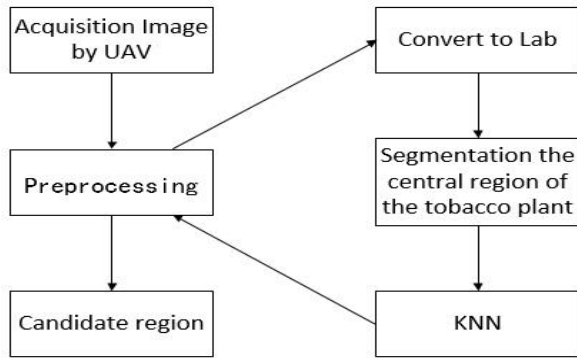 Acquisition Image
by UAV
Preprocessing
Candidate region
Convert to Lab
Segmentation the
central region of
the tobacco plant
KNN